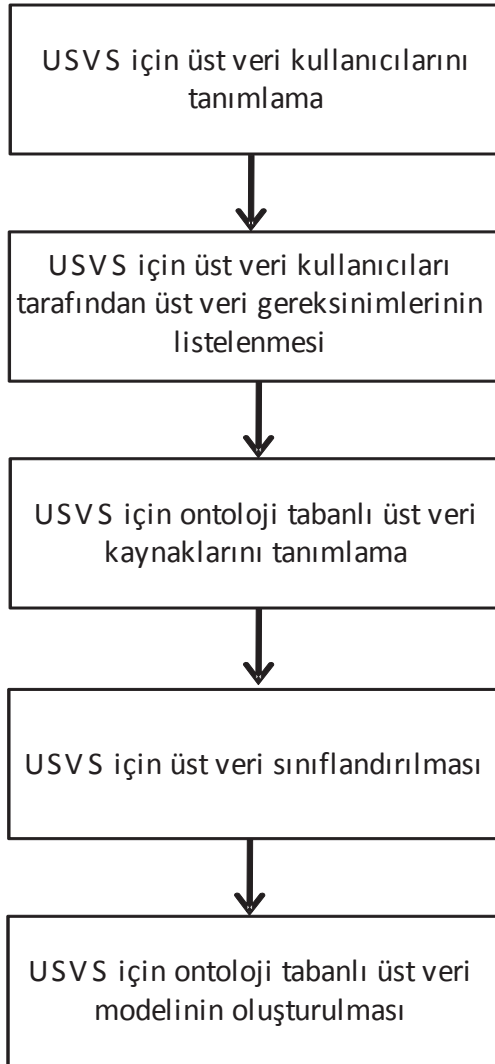 USVS için üst veri kullanıcılarını
tanımlama
USVS için üst veri kullanıcıları
tarafından üst veri gereksinimlerinin
listelenmesi
USVS için ontoloji tabanlı üst veri
kaynaklarını tanımlama
USVS için üst veri sınıflandırılması
USVS için ontoloji tabanlı üst veri
modelinin oluşturulması